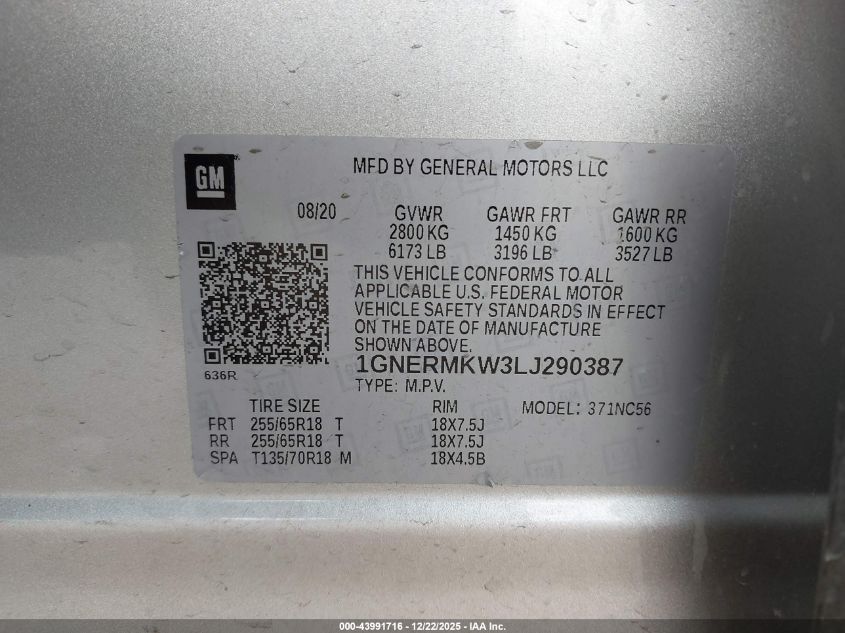 GM
MFD BY GENERAL MOTORS LLC
08/20 GVWR GAWR FRT GAWR RR
2800 KG 1450 KG 1600 KG
6173 LB 3196 LB 3527 LB
THIS VEHICLE CONFORMS TO ALL
APPLICABLE U.S. FEDERAL MOTOR
VEHICLE SAFETY STANDARDS IN EFFECT
ON THE DATE OF MANUFACTURE
SHOWN ABOVE.
1GNERMKW3LJ290387
636R
TYPE: M.P.V.
TIRE SIZE RIM MODEL: 371NC56
FRT 255/65R18 T 18X7.5J
RR 255/65R18 T 18X7.5J
SPA T135/70R18 M 18X4.5B
000-43991716 - 12/22/2025 - IAA Inc.